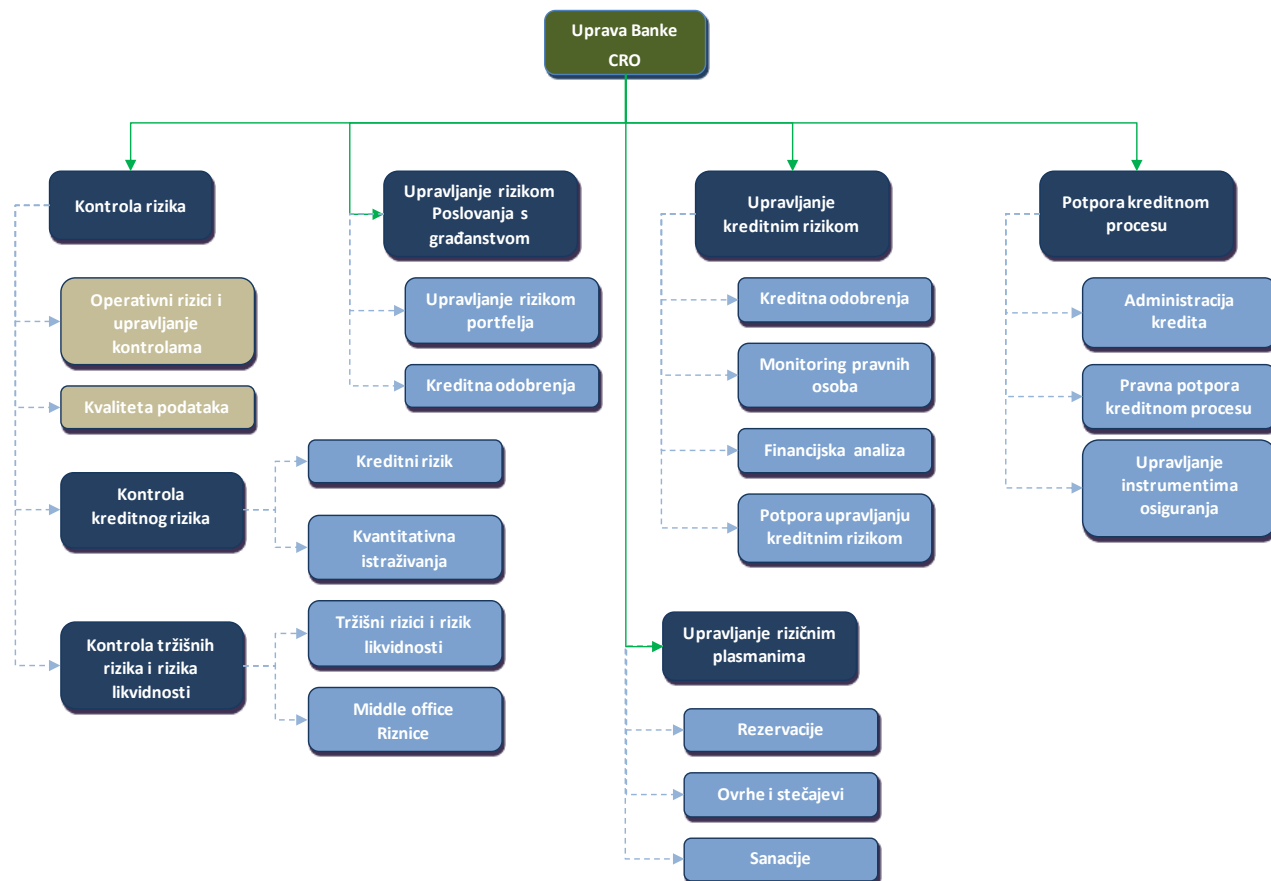 Uprava Banke
CRO
Kontrola rizika
Upravljanje rizikom
Poslovanja s
građanstvom
Upravljanje
kreditnim rizikom
Potpora kreditnom
procesu
Operativni rizici i
upravljanje
kontrolama
Kvaliteta podataka
Kontrola
kreditnog rizika
Kreditni rizik
Kvantitativna
istraživanja
Kontrola tržišnih
rizika i rizika
likvidnosti
Tržišni rizici i rizik
likvidnosti
Middle office
Riznice
Upravljanje rizikom
portfelja
Kreditna odobrenja
Kreditna odobrenja
Monitoring pravnih
osoba
Financijska analiza
Potpora upravljanju
kreditnim rizikom
Administracija
kredita
Pravna potpora
kreditnom procesu
Upravljanje
instrumentima
osiguranja
Upravljanje rizičnim
plasmanima
Rezervacije
Ovrhe i stečajevi
Sanacije